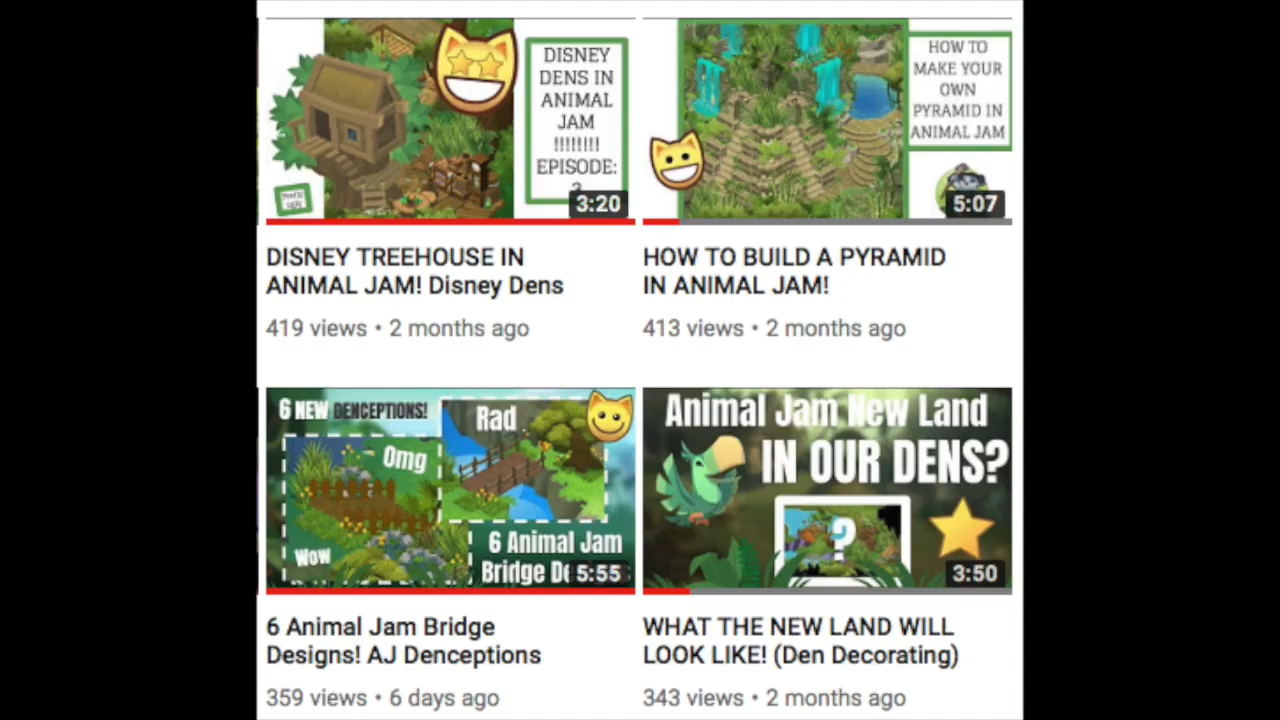 DISNEY
DENS IN
ANIMAL
JAM
!!!!!!!!!
EPISODE:
3:20
HOW TO
MAKE YOUR
OWN
PYRAMID IN
ANIMAL JAM
5:07
DISNEY TREEHOUSE IN
ANIMAL JAM! Disney Dens
419 views • 2 months ago
HOW TO BUILD A PYRAMID
IN ANIMAL JAM!
413 views • 2 months ago
6 NEW DENCEPTIONS!
Rad
Omg
Wow
6 Animal Jam
Bridge
5:55
Animal Jam New Land
IN OUR DENS?
?
3:50
6 Animal Jam Bridge
Designs! AJ Denceptions
359 views • 6 days ago
WHAT THE NEW LAND WILL
LOOK LIKE! (Den Decorating)
343 views • 2 months ago